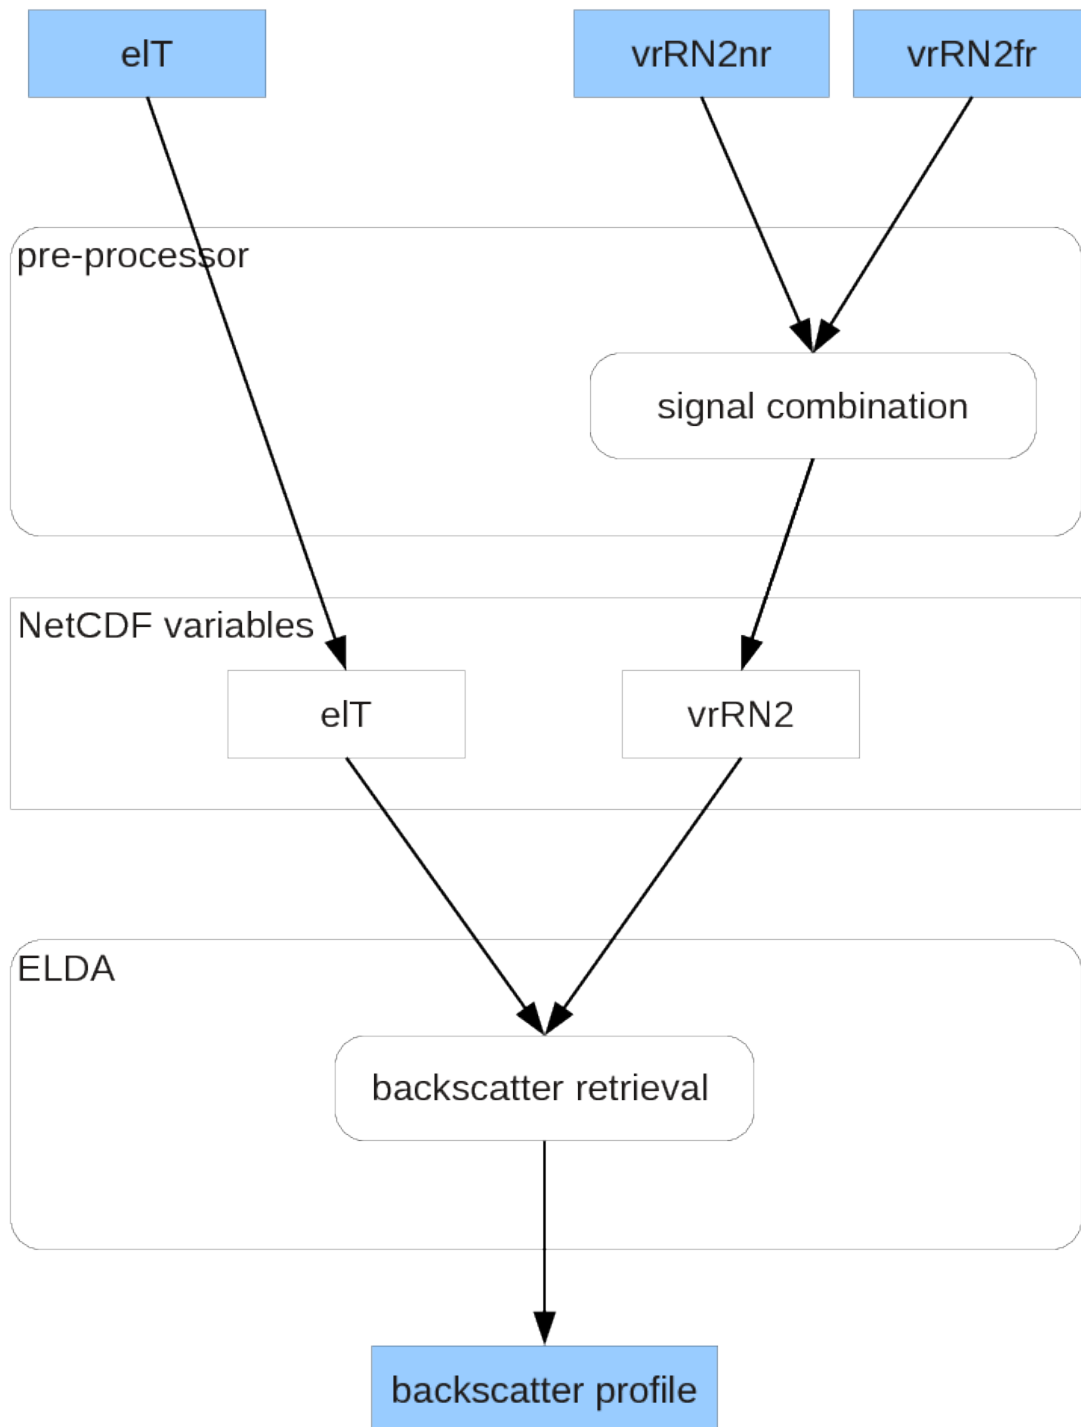 elT
vrRN2nr
vrRN2fr
pre-processor
signal combination
NetCDF variables
elT
vrRN2
ELDA
backscatter retrieval
backscatter profile